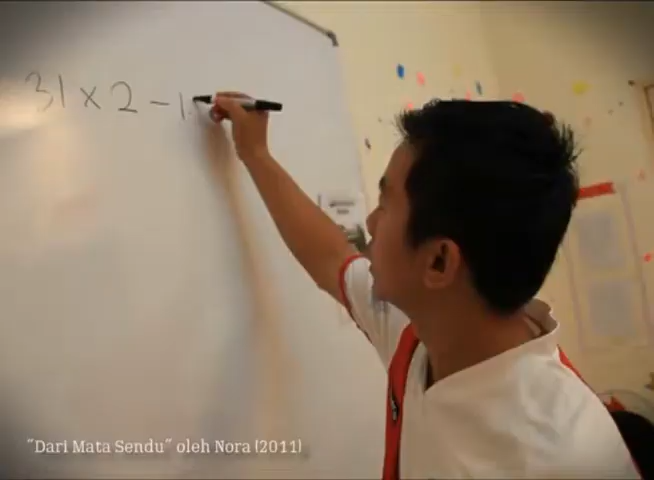 31 x 2 - 1
"Dari Mata Sendu" oleh Nora (2011)